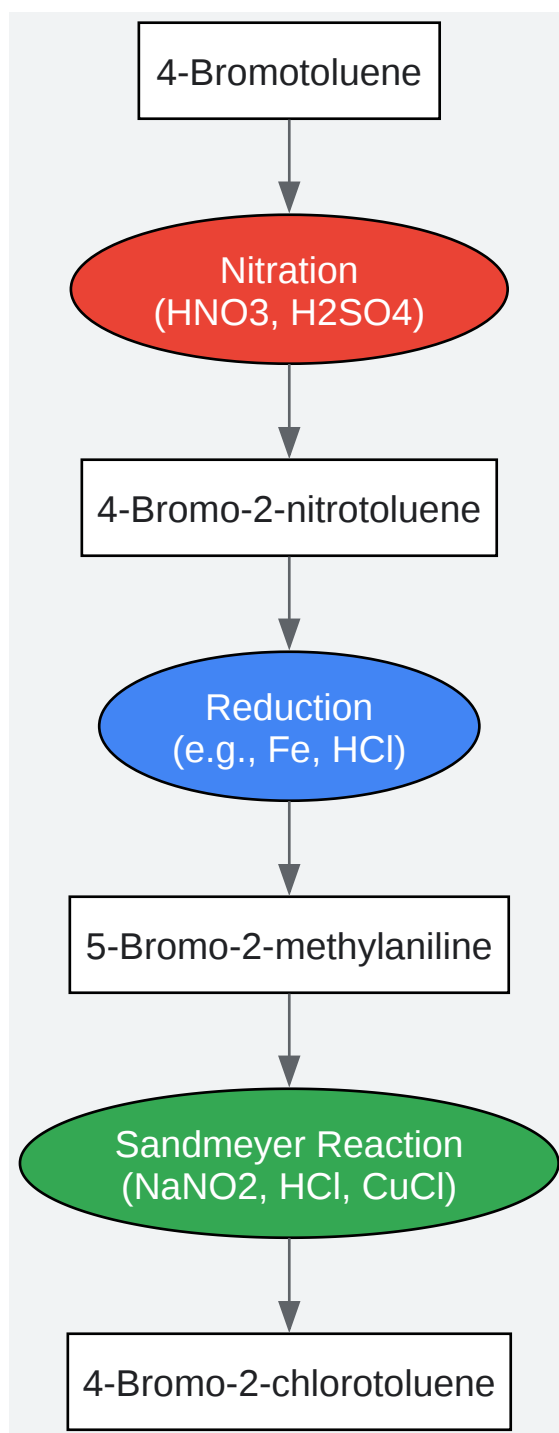 4-Bromotoluene
Nitration
(HNO3, H2SO4)
4-Bromo-2-nitrotoluene
Reduction
(e.g., Fe, HCl)
5-Bromo-2-methylaniline
Sandmeyer Reaction
(NaNO2, HCl, CuCl)
4-Bromo-2-chlorotoluene